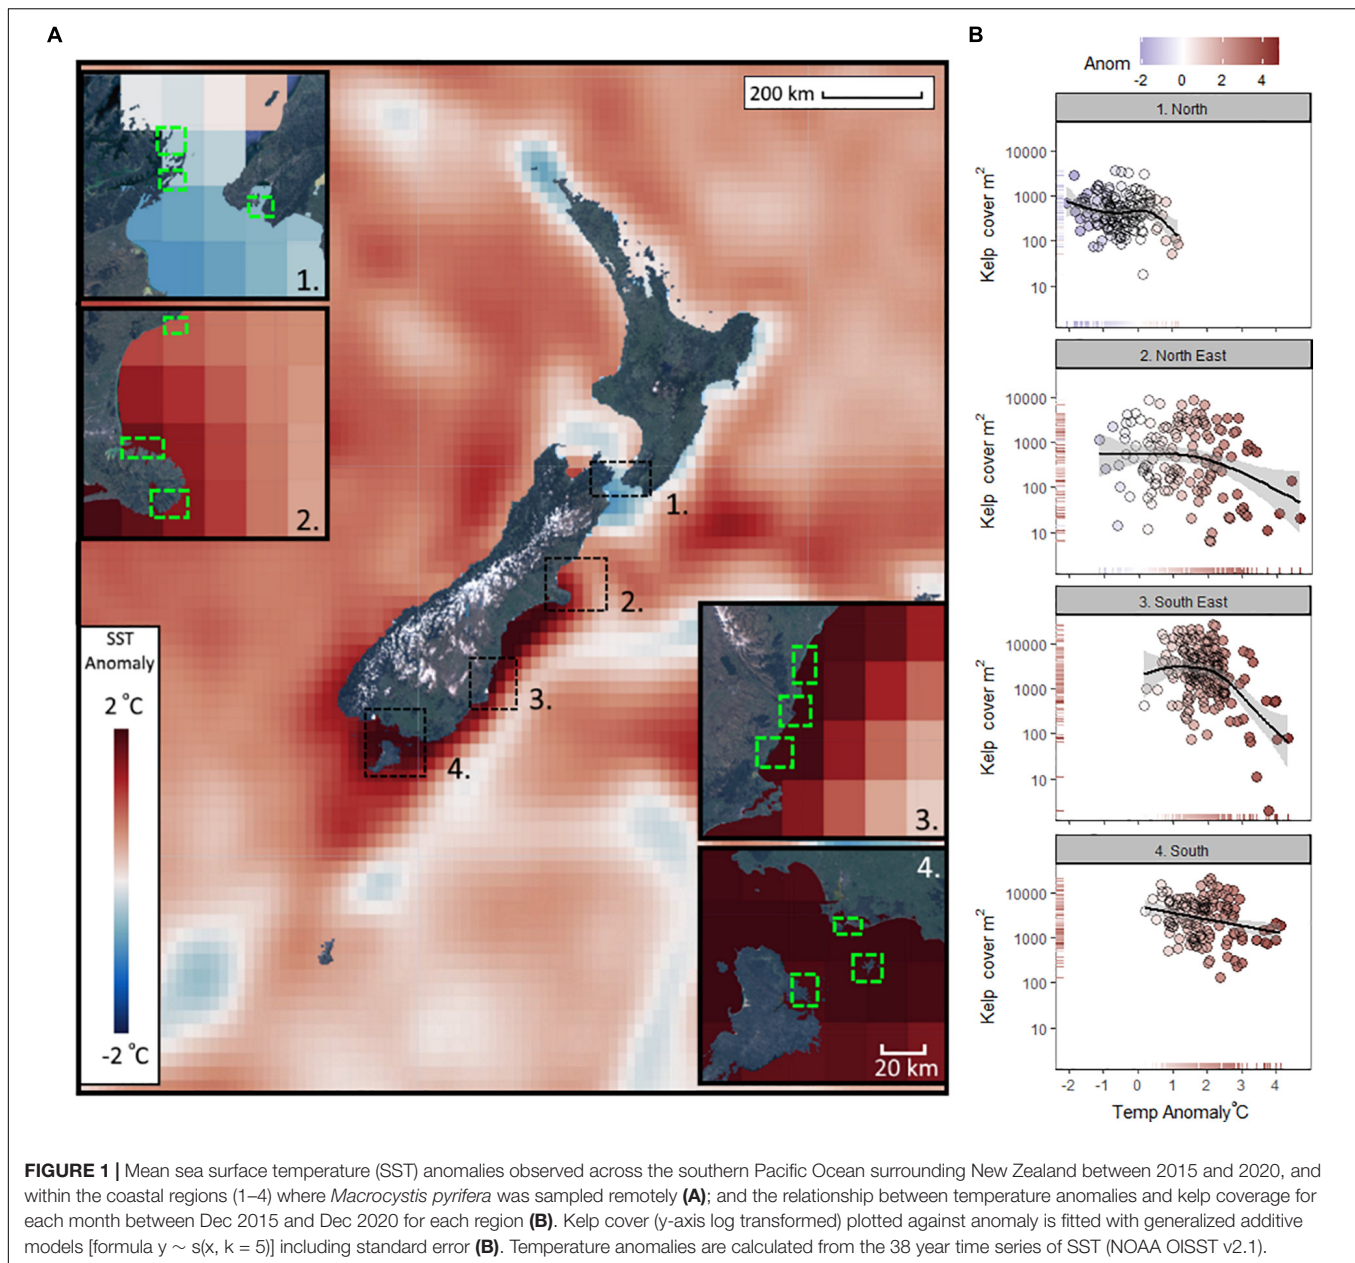 A
B
200 km
1.
2.
1.
2.
3.
4.
3.
4.
20 km
SST
Anomaly
2 °C
-2 °C
Anom
-2 0 2 4
1. North
10000
1000
100
10
Kelp cover m²
2. North East
10000
1000
100
10
Kelp cover m²
3. South East
10000
1000
100
10
Kelp cover m²
4. South
10000
1000
100
10
Kelp cover m²
-2 -1 0 1 2 3 4
Temp Anomaly°C
FIGURE 1 | Mean sea surface temperature (SST) anomalies observed across the southern Pacific Ocean surrounding New Zealand between 2015 and 2020, and
within the coastal regions (1–4) where Macrocystis pyrifera was sampled remotely (A); and the relationship between temperature anomalies and kelp coverage for
each month between Dec 2015 and Dec 2020 for each region (B). Kelp cover (y-axis log transformed) plotted against anomaly is fitted with generalized additive
models [formula y ~ s(x, k = 5)] including standard error (B). Temperature anomalies are calculated from the 38 year time series of SST (NOAA OISST v2.1).